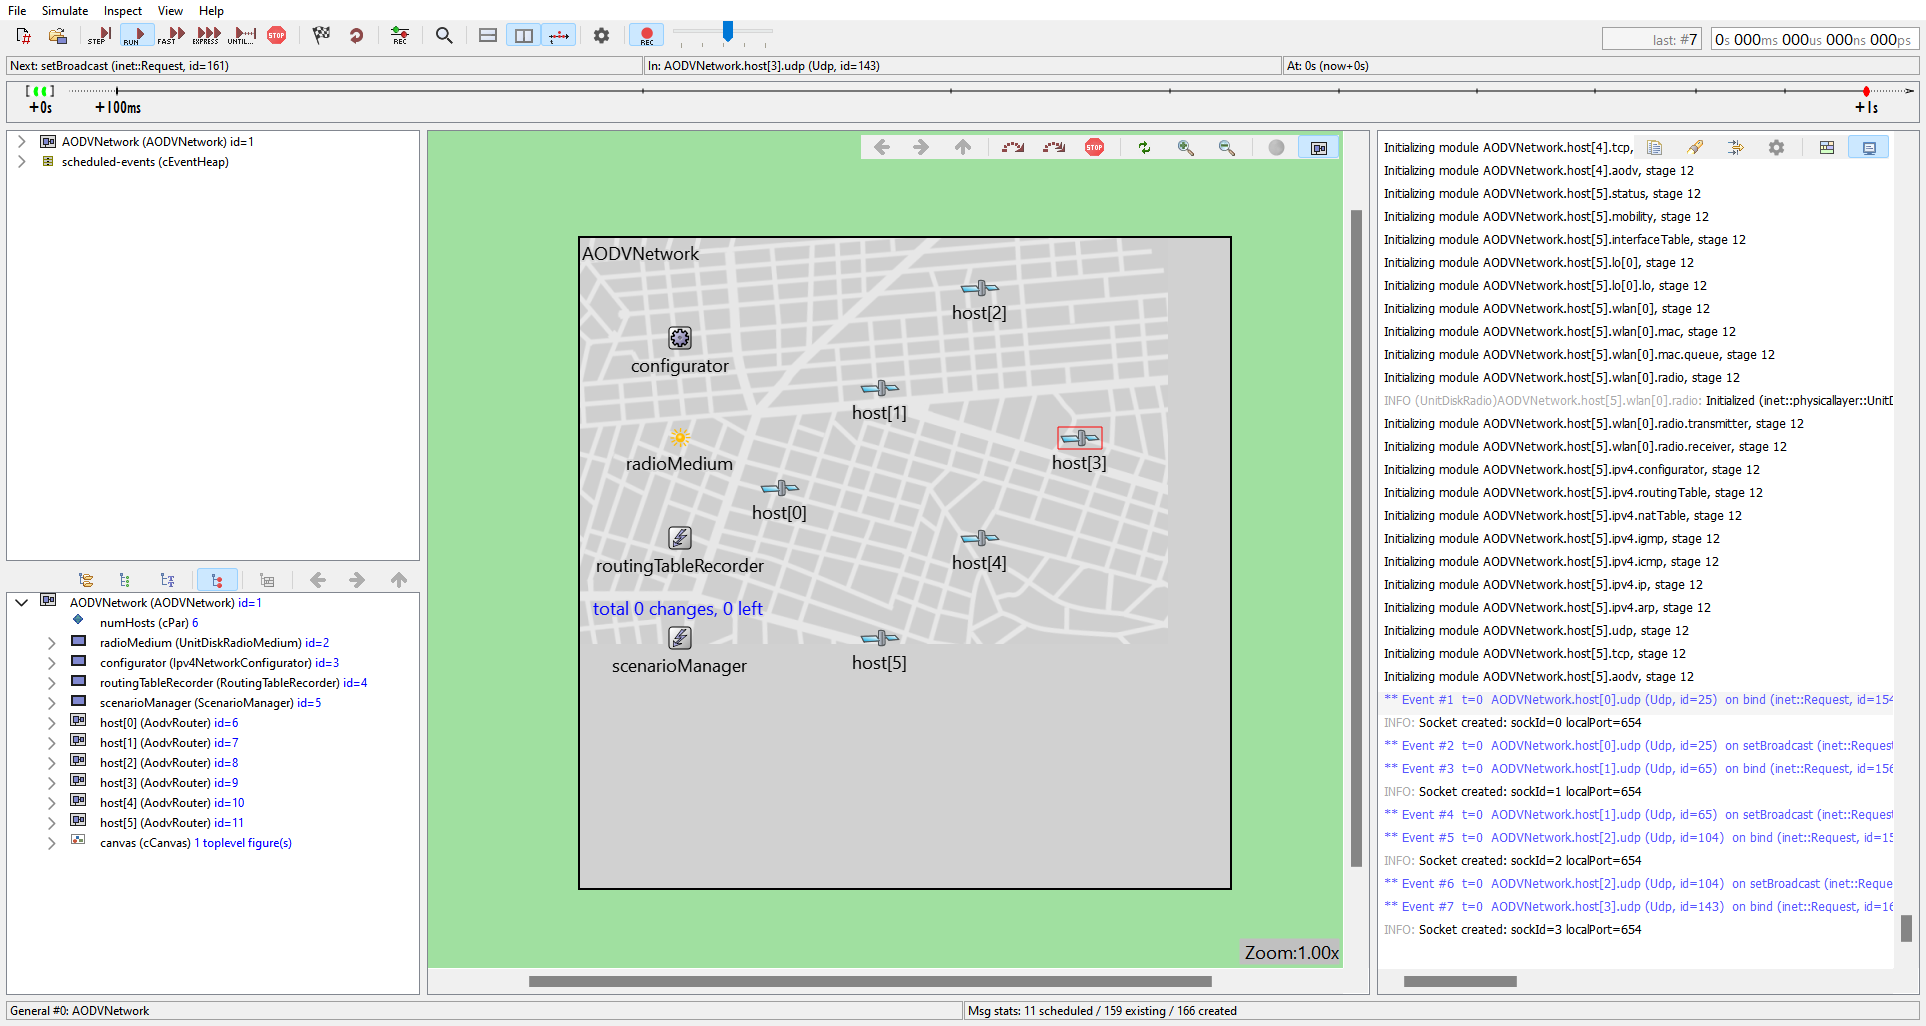 File Simulate Inspect View Help
STEP RUN FAST EXPRESS UNTIL... STOP REC REC
last: #7 0s 000ms 000us 000ns 000ps
Next: setBroadcast (inet::Request, id=161) In: AODVNetwork.host[3].udp (Udp, id=143) At: 0s (now+0s)
+0s +100ms +1s
AODVNetwork (AODVNetwork) id=1
scheduled-events (cEventHeap)
AODVNetwork (AODVNetwork) id=1
numHosts (cPar) 6
radioMedium (UnitDiskRadioMedium) id=2
configurator (Ipv4NetworkConfigurator) id=3
routingTableRecorder (RoutingTableRecorder) id=4
scenarioManager (ScenarioManager) id=5
host[0] (AodvRouter) id=6
host[1] (AodvRouter) id=7
host[2] (AodvRouter) id=8
host[3] (AodvRouter) id=9
host[4] (AodvRouter) id=10
host[5] (AodvRouter) id=11
canvas (cCanvas) 1 toplevel figure(s)
STOP
AODVNetwork
host[2]
configurator
host[1]
radioMedium
host[3]
host[0]
routingTableRecorder
host[4]
total 0 changes, 0 left
scenarioManager
host[5]
Zoom:1.00x
Initializing module AODVNetwork.host[4].tcp,
Initializing module AODVNetwork.host[4].aodv, stage 12
Initializing module AODVNetwork.host[5].status, stage 12
Initializing module AODVNetwork.host[5].mobility, stage 12
Initializing module AODVNetwork.host[5].interfaceTable, stage 12
Initializing module AODVNetwork.host[5].lo[0], stage 12
Initializing module AODVNetwork.host[5].lo[0].lo, stage 12
Initializing module AODVNetwork.host[5].wlan[0], stage 12
Initializing module AODVNetwork.host[5].wlan[0].mac, stage 12
Initializing module AODVNetwork.host[5].wlan[0].mac.queue, stage 12
Initializing module AODVNetwork.host[5].wlan[0].radio, stage 12
INFO (UnitDiskRadio)AODVNetwork.host[5].wlan[0].radio: Initialized (inet::physicallayer::UnitD
Initializing module AODVNetwork.host[5].wlan[0].radio.transmitter, stage 12
Initializing module AODVNetwork.host[5].wlan[0].radio.receiver, stage 12
Initializing module AODVNetwork.host[5].ipv4.configurator, stage 12
Initializing module AODVNetwork.host[5].ipv4.routingTable, stage 12
Initializing module AODVNetwork.host[5].ipv4.natTable, stage 12
Initializing module AODVNetwork.host[5].ipv4.igmp, stage 12
Initializing module AODVNetwork.host[5].ipv4.icmp, stage 12
Initializing module AODVNetwork.host[5].ipv4.ip, stage 12
Initializing module AODVNetwork.host[5].ipv4.arp, stage 12
Initializing module AODVNetwork.host[5].udp, stage 12
Initializing module AODVNetwork.host[5].tcp, stage 12
Initializing module AODVNetwork.host[5].aodv, stage 12
** Event #1 t=0 AODVNetwork.host[0].udp (Udp, id=25) on bind (inet::Request, id=154
INFO: Socket created: sockId=0 localPort=654
** Event #2 t=0 AODVNetwork.host[0].udp (Udp, id=25) on setBroadcast (inet::Request
** Event #3 t=0 AODVNetwork.host[1].udp (Udp, id=65) on bind (inet::Request, id=156
INFO: Socket created: sockId=1 localPort=654
** Event #4 t=0 AODVNetwork.host[1].udp (Udp, id=65) on setBroadcast (inet::Request
** Event #5 t=0 AODVNetwork.host[2].udp (Udp, id=104) on bind (inet::Request, id=15
INFO: Socket created: sockId=2 localPort=654
** Event #6 t=0 AODVNetwork.host[2].udp (Udp, id=104) on setBroadcast (inet::Reque
** Event #7 t=0 AODVNetwork.host[3].udp (Udp, id=143) on bind (inet::Request, id=16
INFO: Socket created: sockId=3 localPort=654
General #0: AODVNetwork Msg stats: 11 scheduled / 159 existing / 166 created